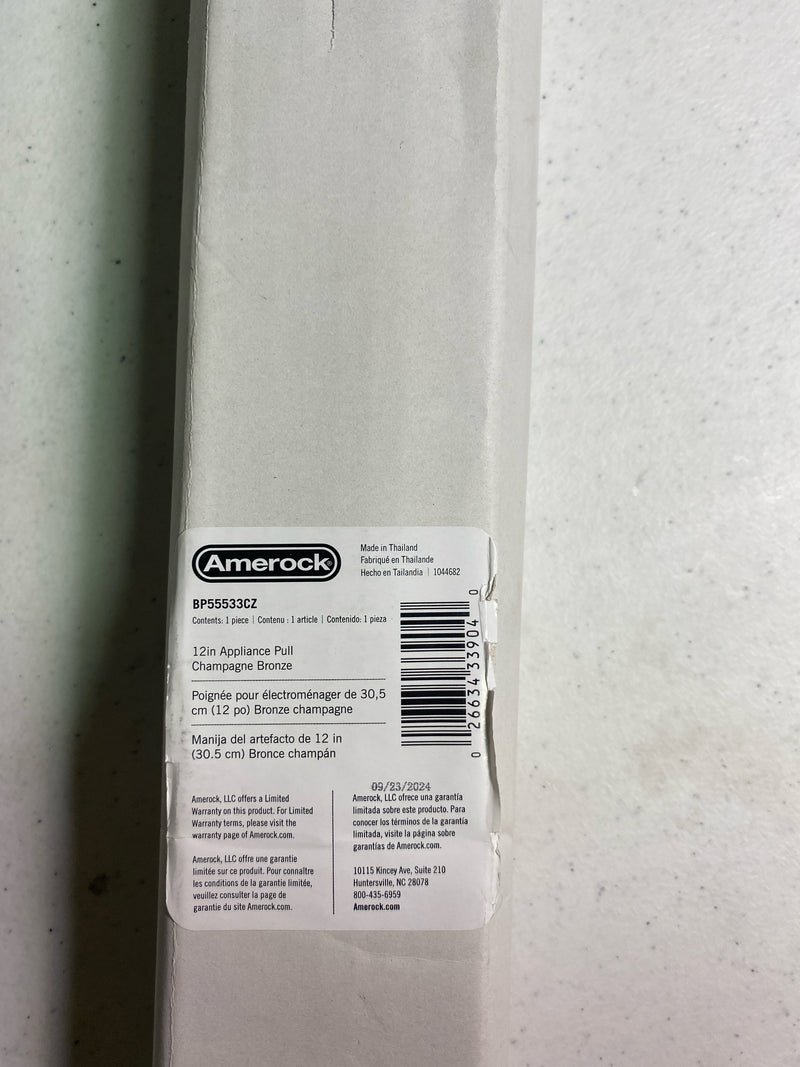 Amerock®
Made in Thailand
Fabriqué en Thaïlande
Hecho en Tailandia | 1044682
BP55533CZ
Contents: 1 piece | Contenu : 1 article | Contenido: 1 pieza
12in Appliance Pull
Champagne Bronze
Poignée pour électroménager de 30,5
cm (12 po) Bronze champagne
Manija del artefacto de 12 in
(30.5 cm) Bronce champán
0 26634 33904 0
09/23/2024
Amerock, LLC offers a Limited
Warranty on this product. For Limited
Warranty terms, please visit the
warranty page of Amerock.com.
Amerock, LLC offre une garantie
limitée sur ce produit. Pour connaître
les conditions de la garantie limitée,
veuillez consulter la page de
garantie du site Amerock.com.
Amerock, LLC ofrece una garantía
limitada sobre este producto. Para
conocer los términos de la garantía
limitada, visite la página sobre
garantías de Amerock.com.
10115 Kincey Ave, Suite 210
Huntersville, NC 28078
800-435-6959
Amerock.com